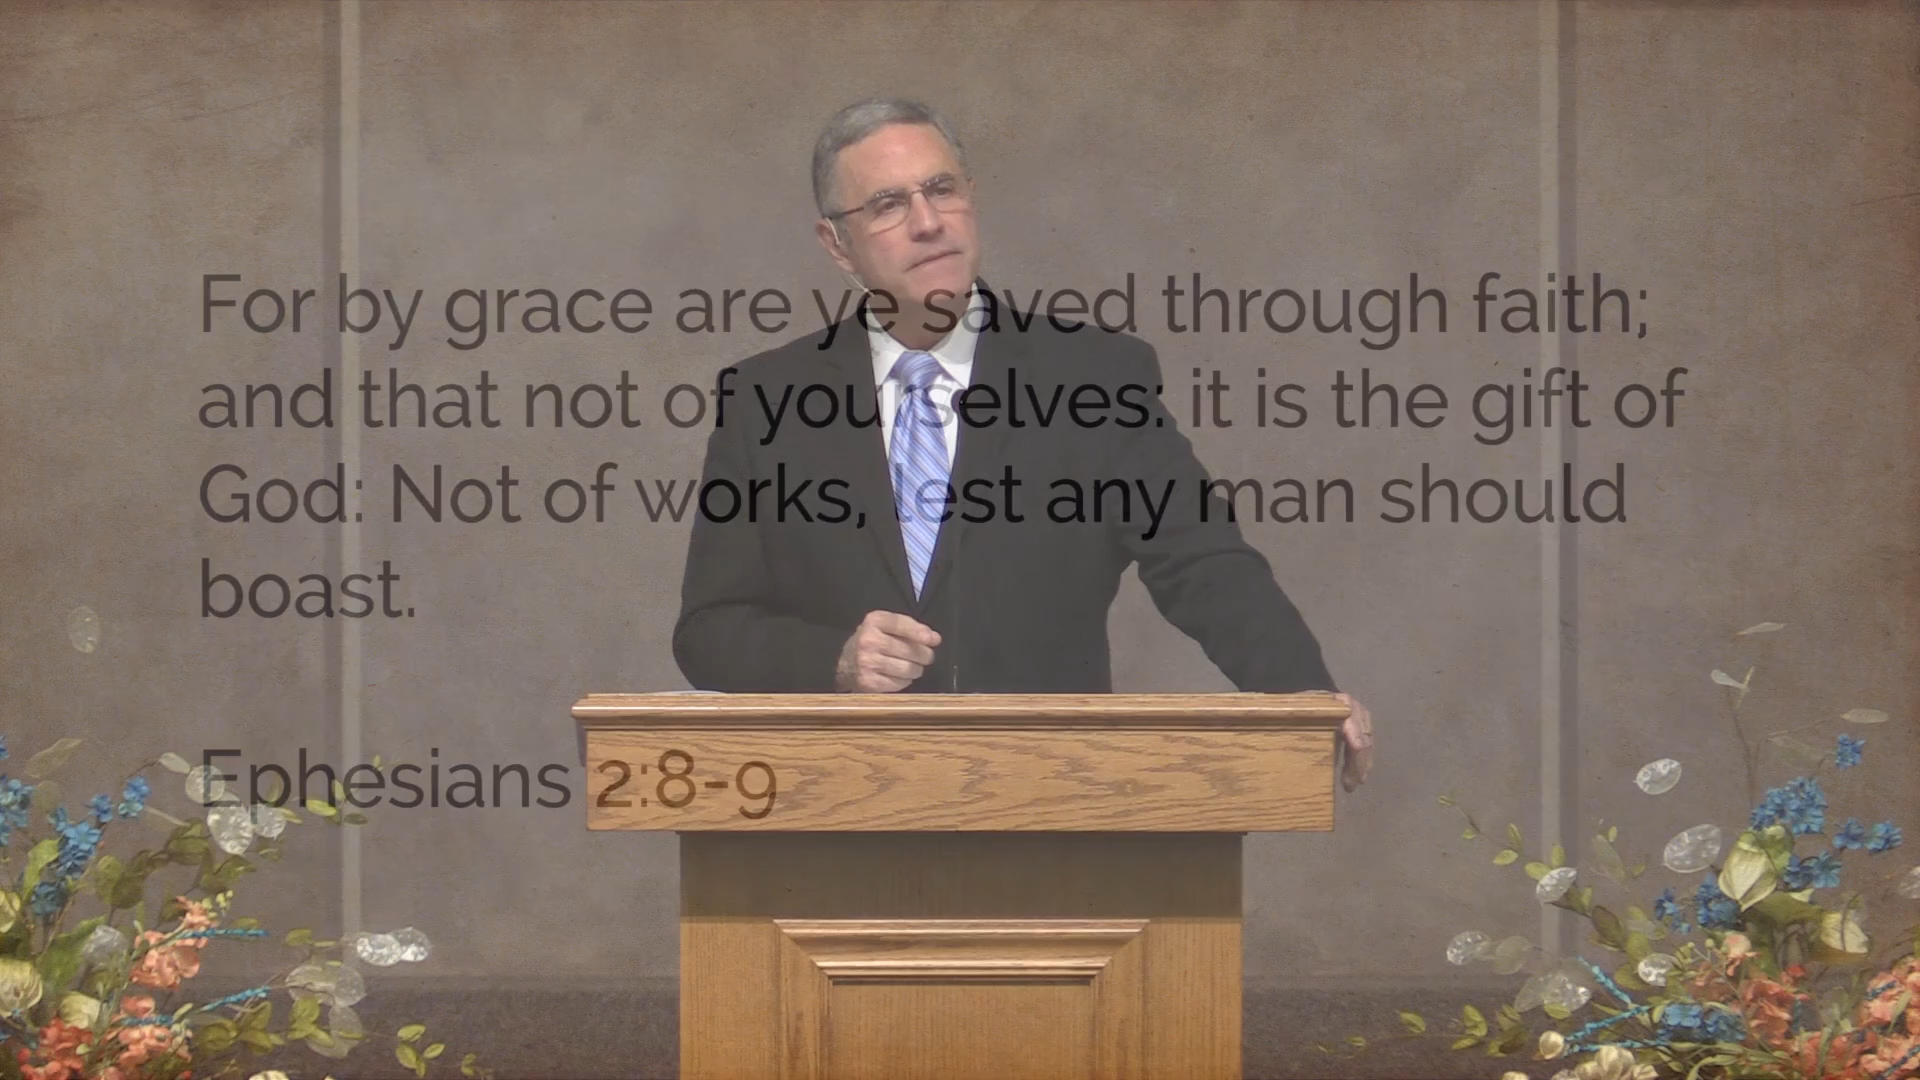 For by grace are ye saved through faith;
and that not of yourselves: it is the gift of
God: Not of works, lest any man should
boast.
Ephesians 2:8-9